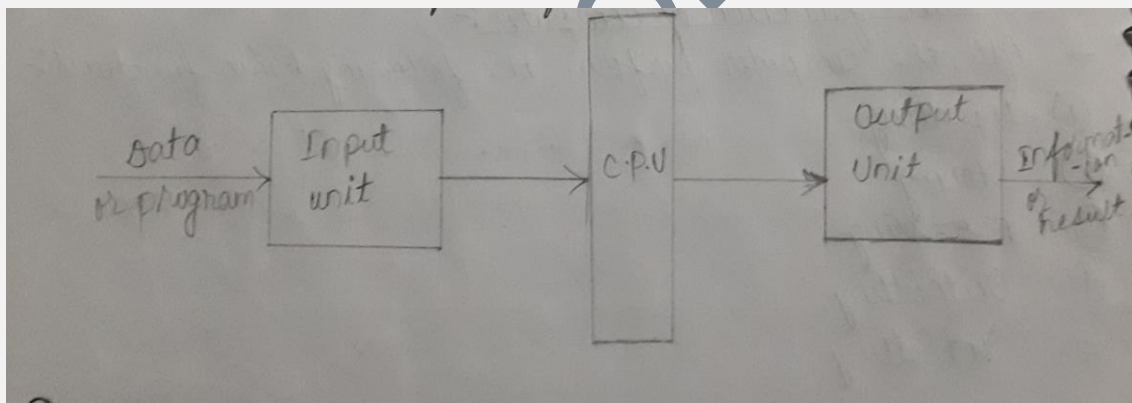 Data
or program
Input
unit
C.P.U
Output
Unit
Informat
-ion
or
Result